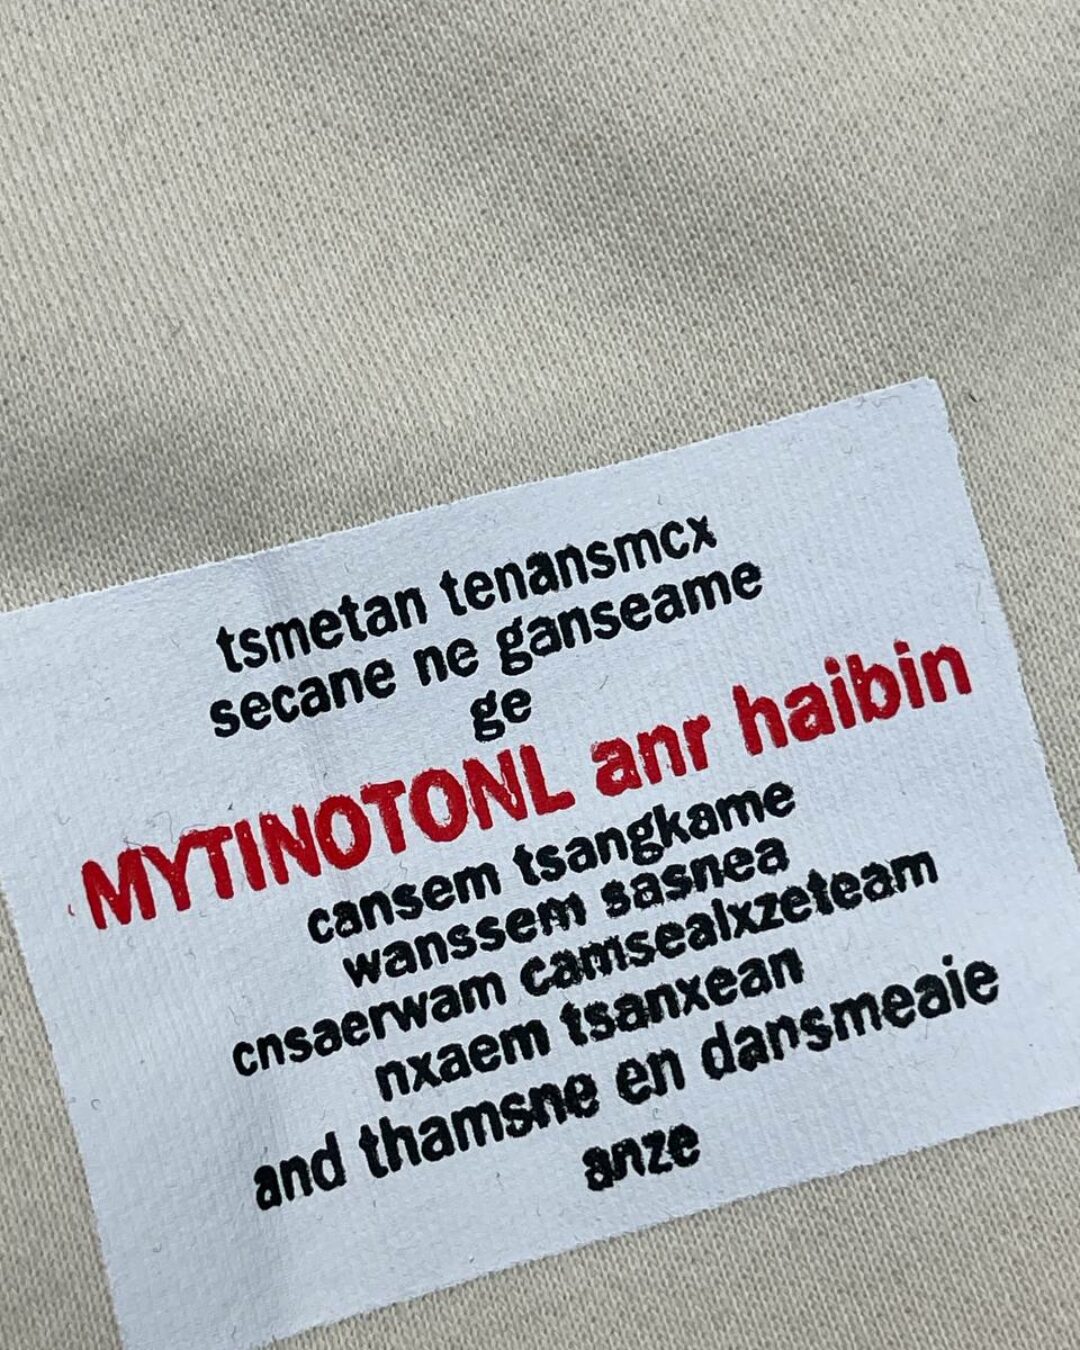 tsmetan tenansmcx
secane ne ganseame
ge
MYTINOTONL anr haibin
cansem tsangkame
wanssem sasnea
cnsaerwam camsealxzeteam
nxaem tsanxean
and thamsne en dansmeaie
anze